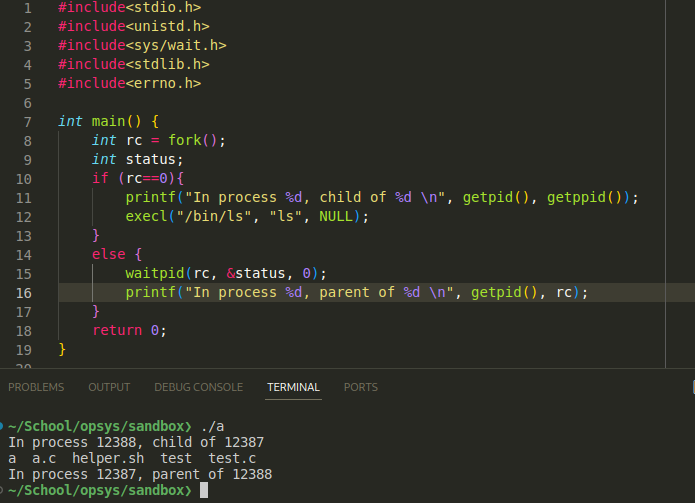 1 #include<stdio.h>
2 #include<unistd.h>
3 #include<sys/wait.h>
4 #include<stdlib.h>
5 #include<errno.h>
6
7 int main() {
8     int rc = fork();
9     int status;
10     if (rc==0){
11         printf("In process %d, child of %d \n", getpid(), getppid());
12         execl("/bin/ls", "ls", NULL);
13     }
14     else {
15         waitpid(rc, &status, 0);
16         printf("In process %d, parent of %d \n", getpid(), rc);
17     }
18     return 0;
19 }
20
PROBLEMS OUTPUT DEBUG CONSOLE TERMINAL PORTS
~/School/opsys/sandbox❯ ./a
In process 12388, child of 12387
a  a.c  helper.sh  test  test.c
In process 12387, parent of 12388
~/School/opsys/sandbox❯